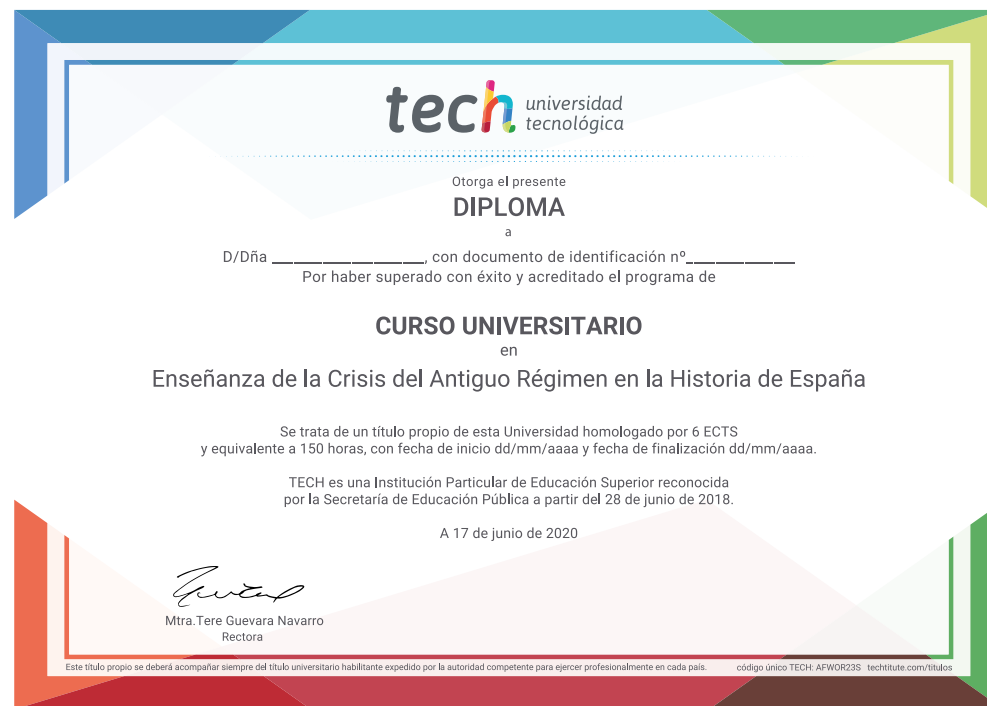 tech universidad
tecnológica
Otorga el presente
DIPLOMA
a
D/Dña ____________________, con documento de identificación nº______________
Por haber superado con éxito y acreditado el programa de
CURSO UNIVERSITARIO
en
Enseñanza de la Crisis del Antiguo Régimen en la Historia de España
Se trata de un título propio de esta Universidad homologado por 6 ECTS
y equivalente a 150 horas, con fecha de inicio dd/mm/aaaa y fecha de finalización dd/mm/aaaa.
TECH es una Institución Particular de Educación Superior reconocida
por la Secretaría de Educación Pública a partir del 28 de junio de 2018.
A 17 de junio de 2020
Mtra.Tere Guevara Navarro
Rectora
Este título propio se deberá acompañar siempre del título universitario habilitante expedido por la autoridad competente para ejercer profesionalmente en cada país. código único TECH: AFWOR23S techtitute.com/titulos